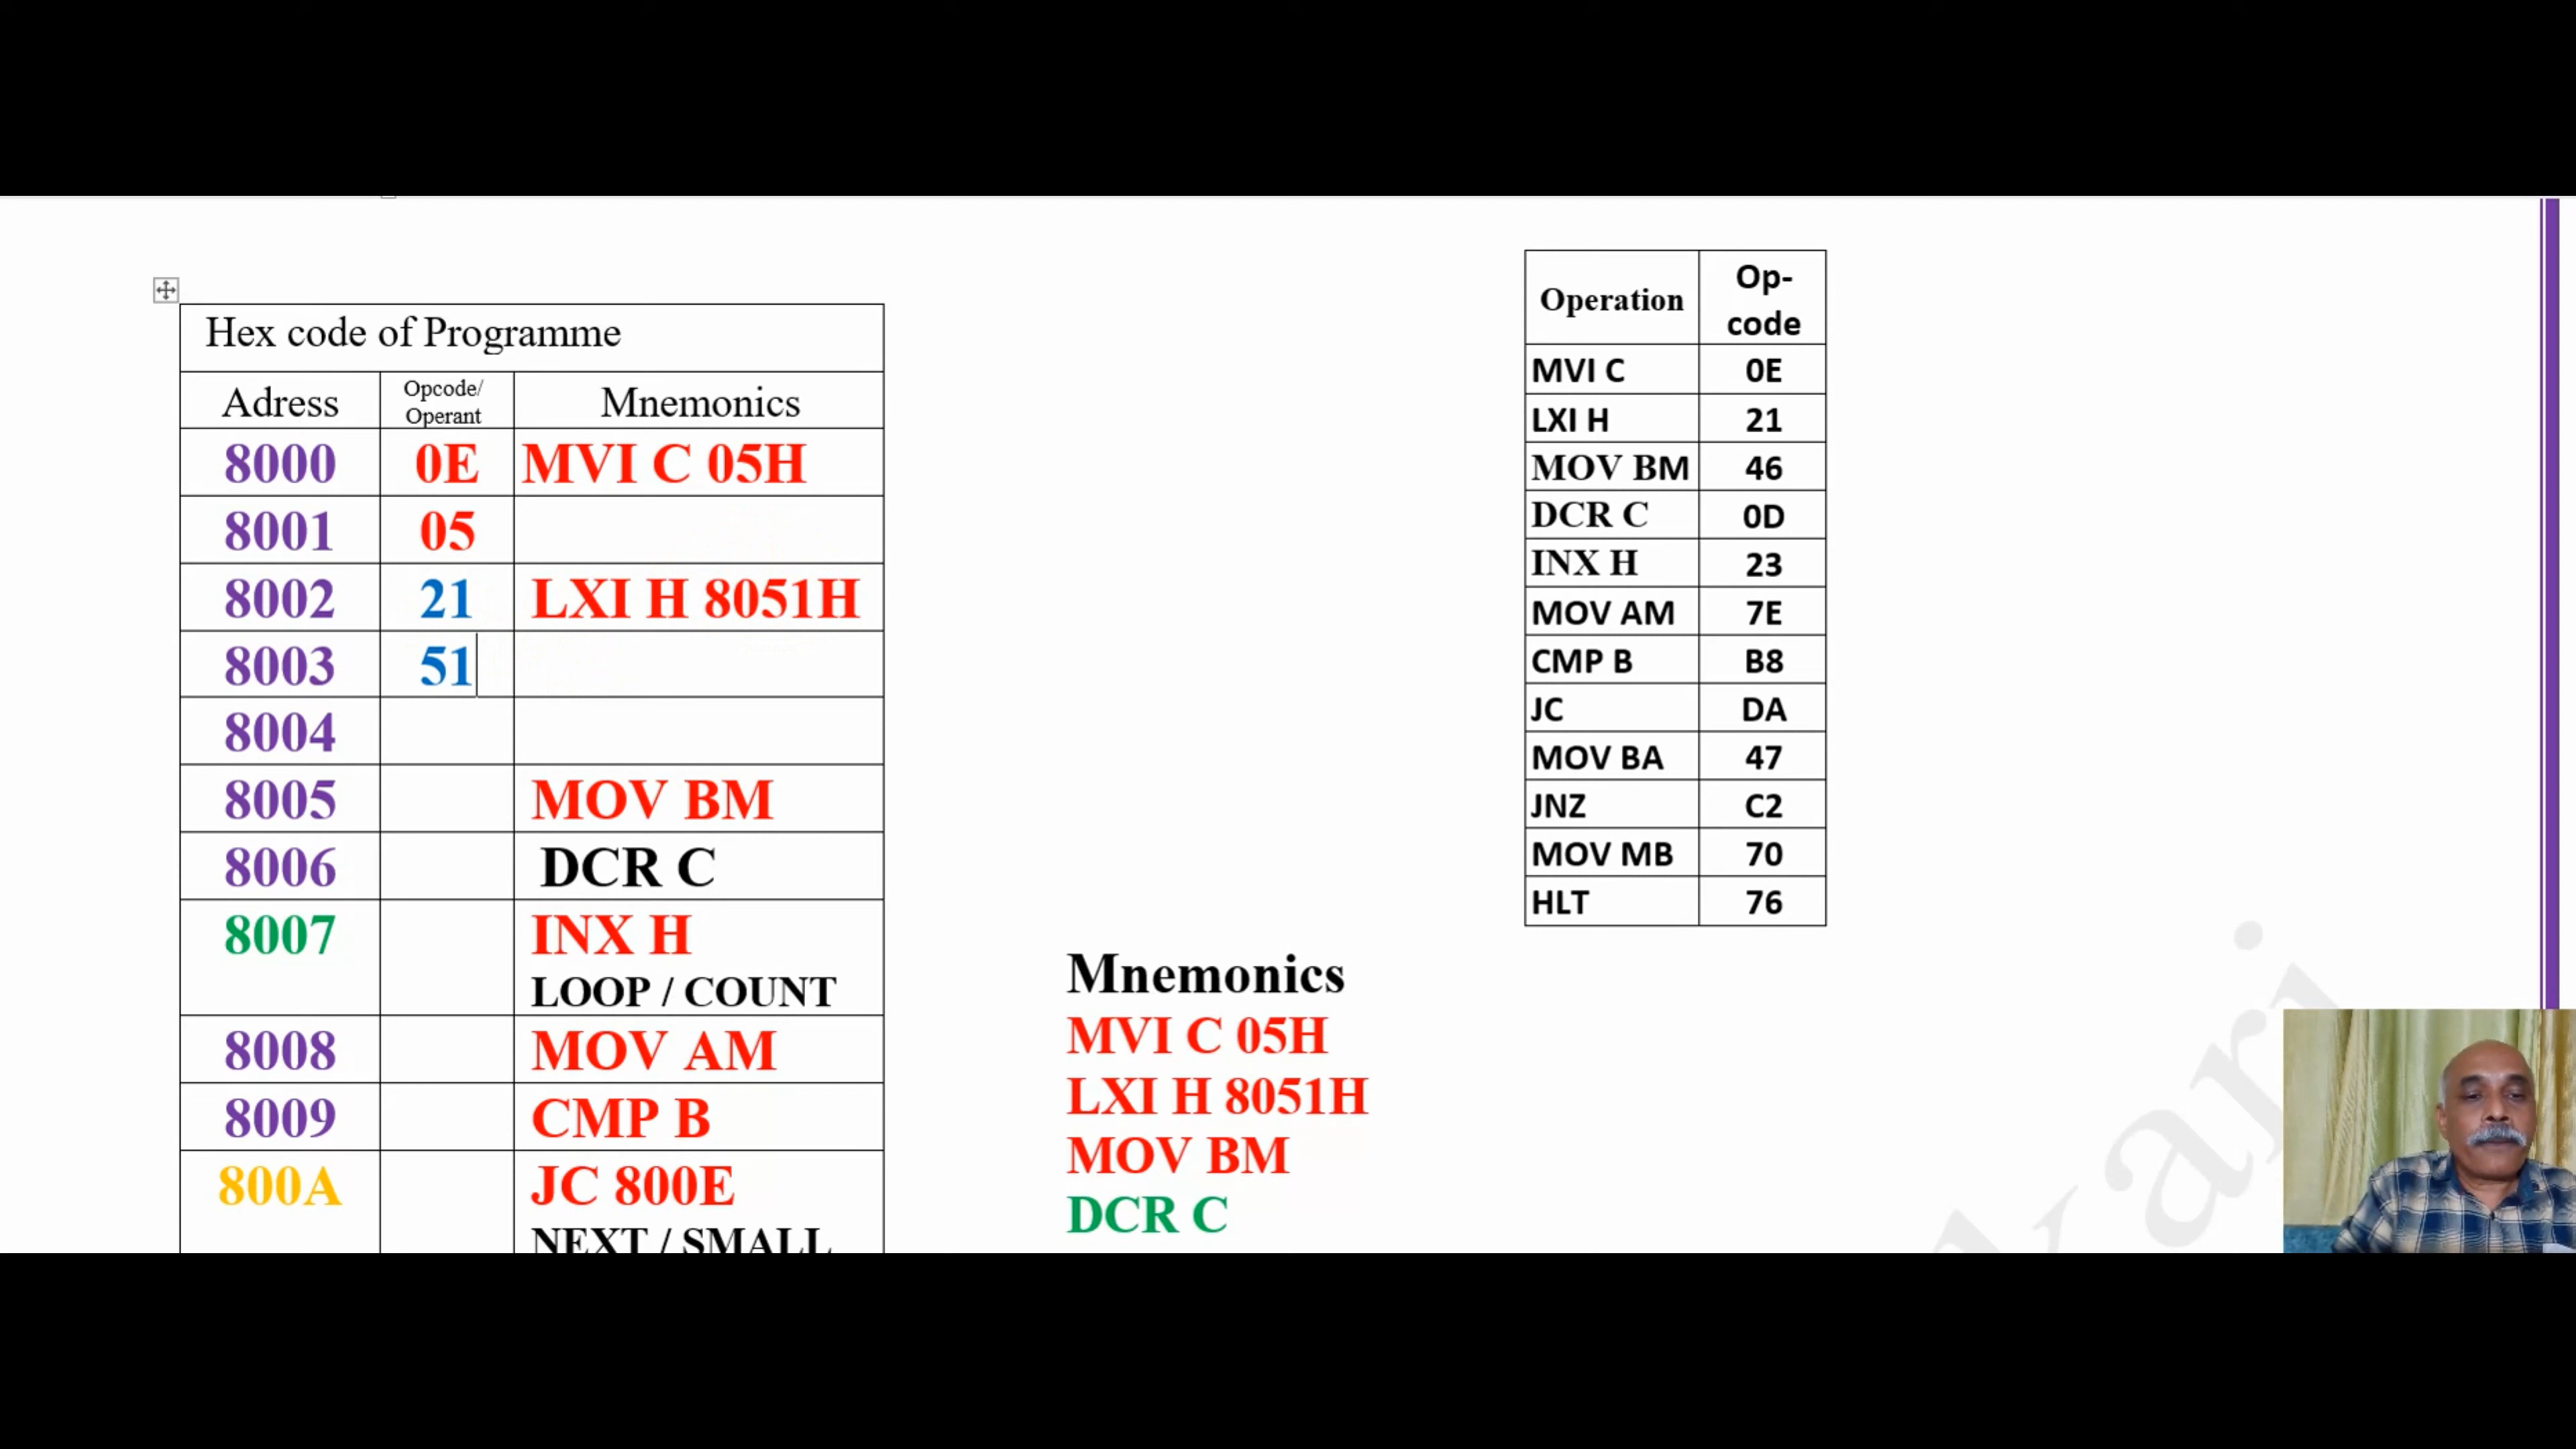 Hex code of Programme
Adress Opcode/ Operant Mnemonics
8000 0E MVI C 05H
8001 05
8002 21 LXI H 8051H
8003 51
8004
8005 MOV BM
8006 DCR C
8007 INX H
LOOP / COUNT
8008 MOV AM
8009 CMP B
800A JC 800E
NEXT / SMALL
Operation Op-code
MVI C 0E
LXI H 21
MOV BM 46
DCR C 0D
INX H 23
MOV AM 7E
CMP B B8
JC DA
MOV BA 47
JNZ C2
MOV MB 70
HLT 76
Mnemonics
MVI C 05H
LXI H 8051H
MOV BM
DCR C